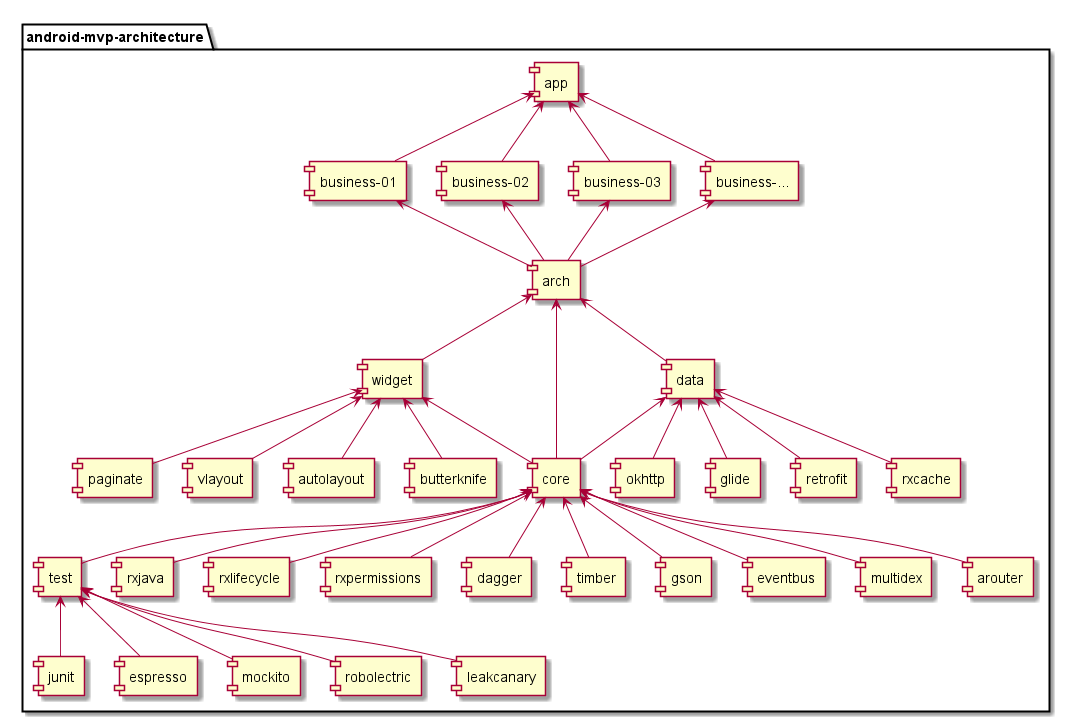 android-mvp-architecture
app
business-01
business-02
business-03
business-...
arch
widget
data
paginate
vlayout
autolayout
butterknife
core
okhttp
glide
retrofit
rxcache
test
rxjava
rxlifecycle
rxpermissions
dagger
timber
gson
eventbus
multidex
arouter
junit
espresso
mockito
robolectric
leakcanary